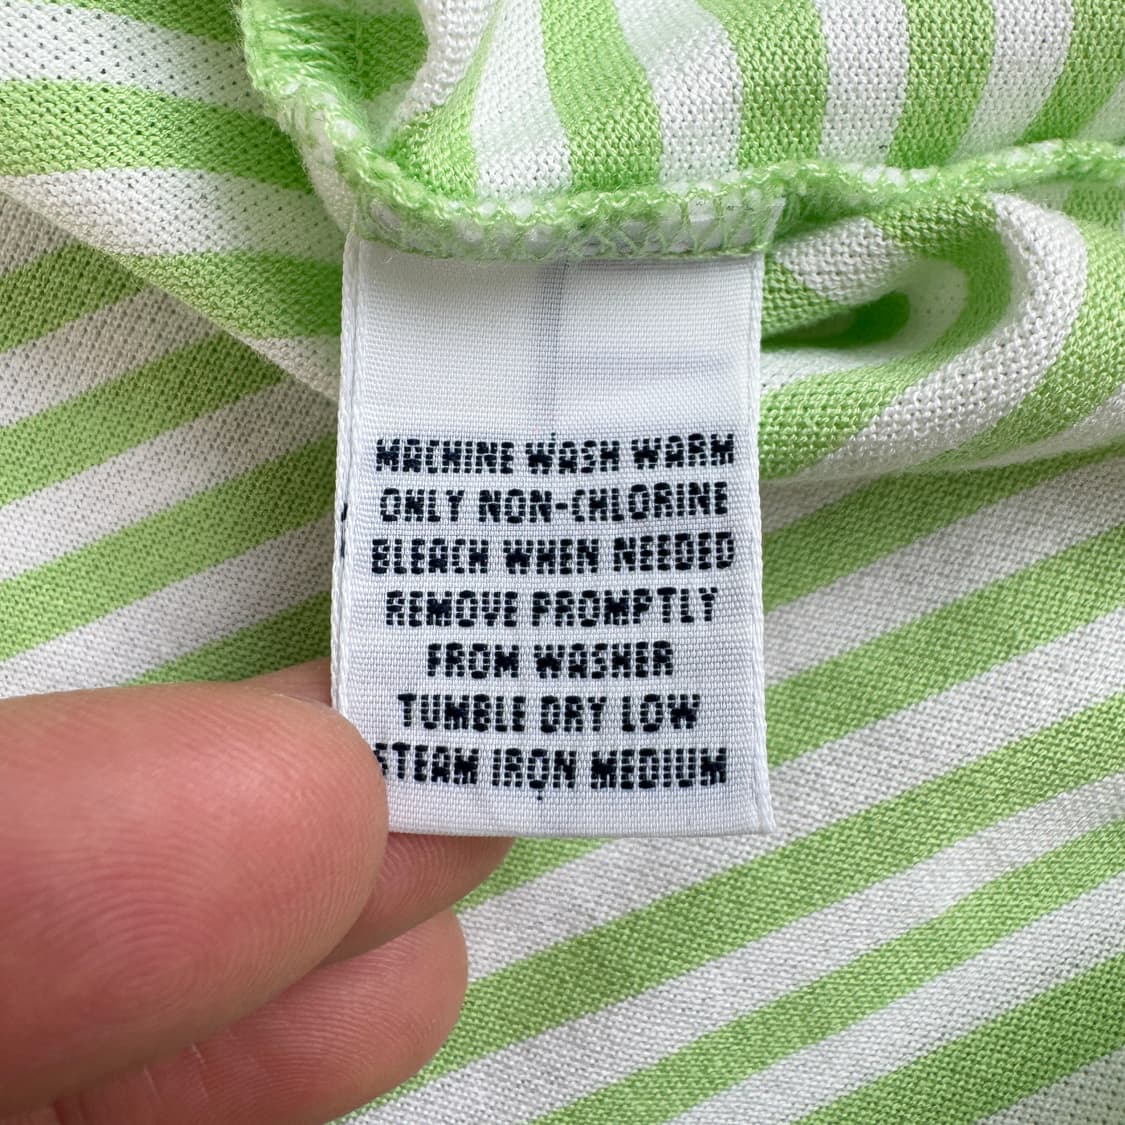 MACHINE WASH WARM
ONLY NON-CHLORINE
BLEACH WHEN NEEDED
REMOVE PROMPTLY
FROM WASHER
TUMBLE DRY LOW
STEAM IRON MEDIUM